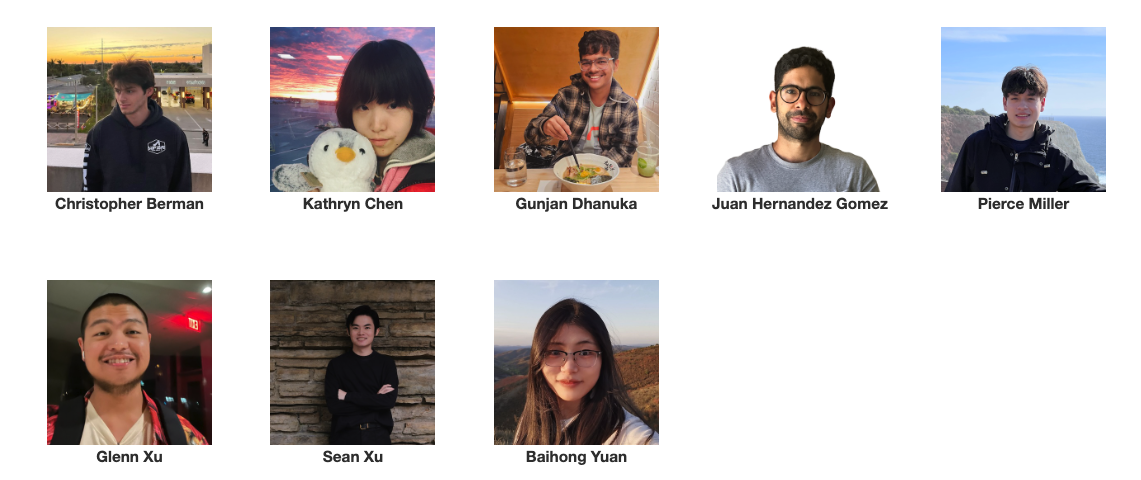 Christopher Berman
Kathryn Chen
Gunjan Dhanuka
Juan Hernandez Gomez
Pierce Miller
Glenn Xu
Sean Xu
Baihong Yuan